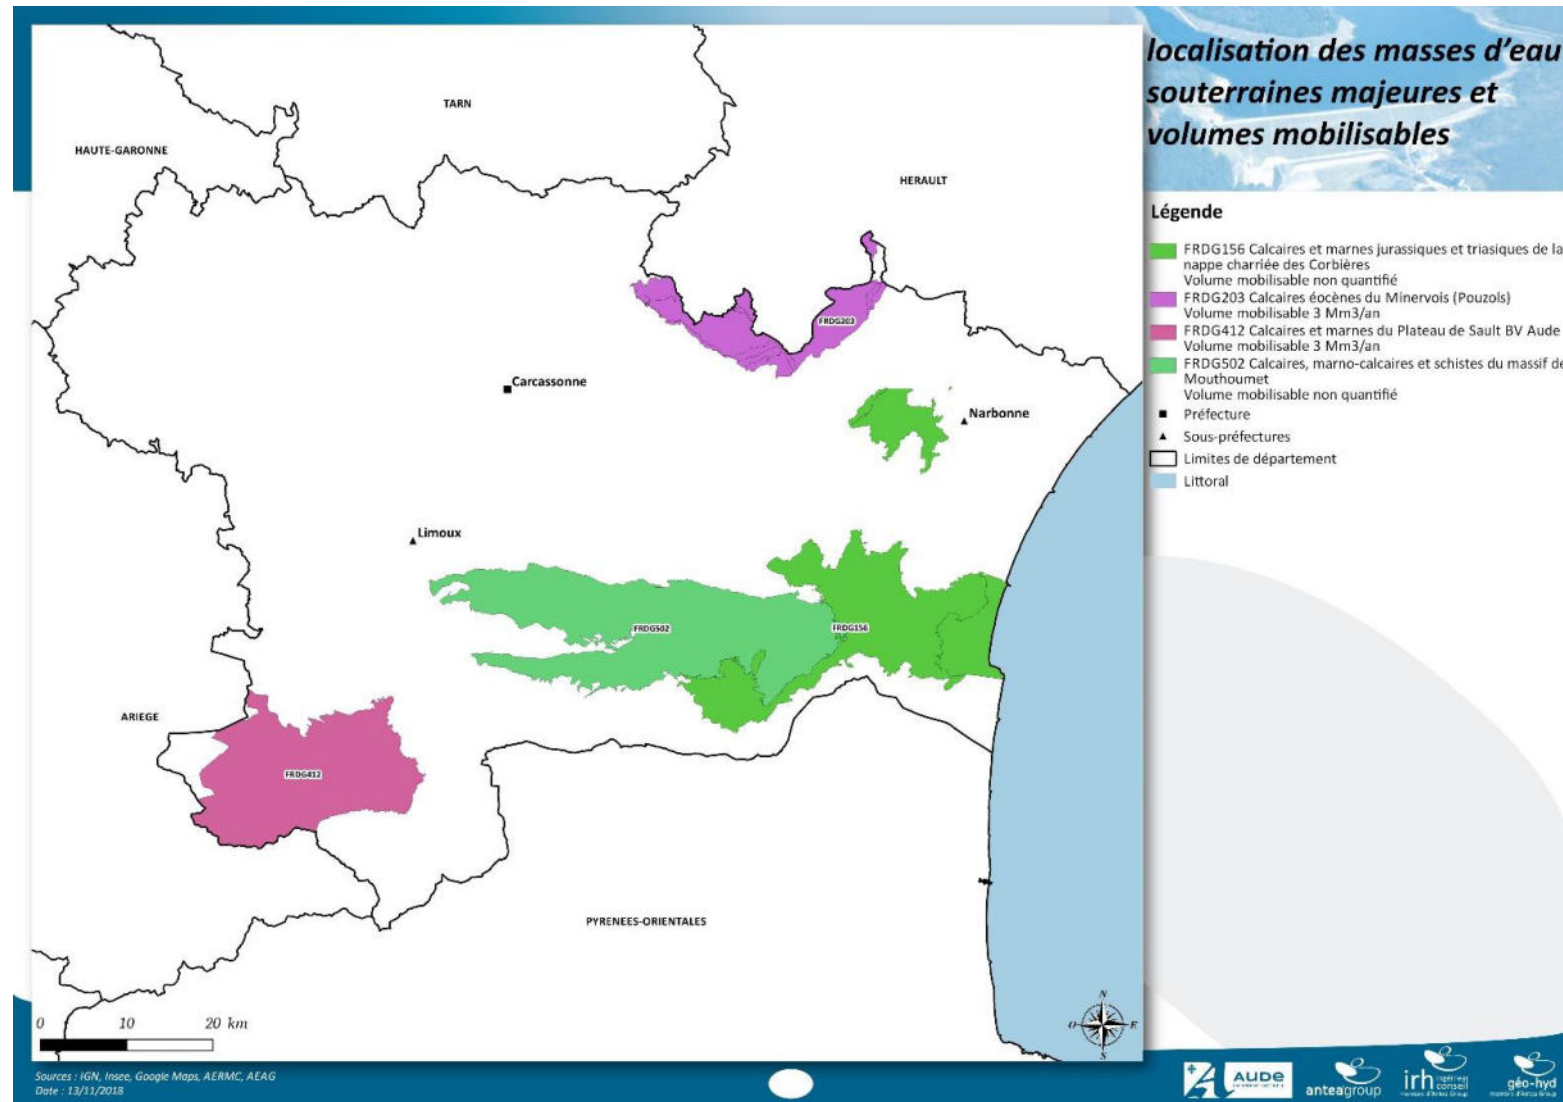 localisation des masses d'eau
souterraines majeures et
volumes mobilisables
Légende
FRDG156 Calcaires et marnes jurassiques et triasiques de la
nappe charriée des Corbières
Volume mobilisable non quantifié
FRDG203 Calcaires éocènes du Minervois (Pouzols)
Volume mobilisable 3 Mm3/an
FRDG412 Calcaires et marnes du Plateau de Sault BV Aude
Volume mobilisable 3 Mm3/an
FRDG502 Calcaires, marno-calcaires et schistes du massif de
Mouthoumet
Volume mobilisable non quantifié
Préfecture
Sous-préfectures
Limites de département
Littoral
TARN
HAUTE-GARONNE
HERAULT
FRDG203
Carcassonne
Narbonne
Limoux
FRDG502
FRDG156
ARIEGE
FRDG412
PYRENEES-ORIENTALES
N
O
E
S
0 10 20 km
Sources : IGN, Insee, Google Maps, AERMC, AEAG
Date : 13/11/2018
AUDE
anteagroup
irh ingénieur
conseil
géo-hyd